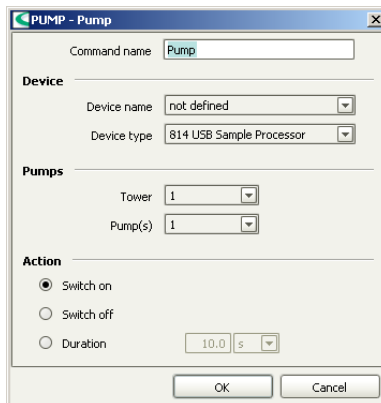 PUMP - Pump
Command name Pump
Device
Device name not defined
Device type 814 USB Sample Processor
Pumps
Tower 1
Pump(s) 1
Action
Switch on
Switch off
Duration 10.0 s
OK Cancel